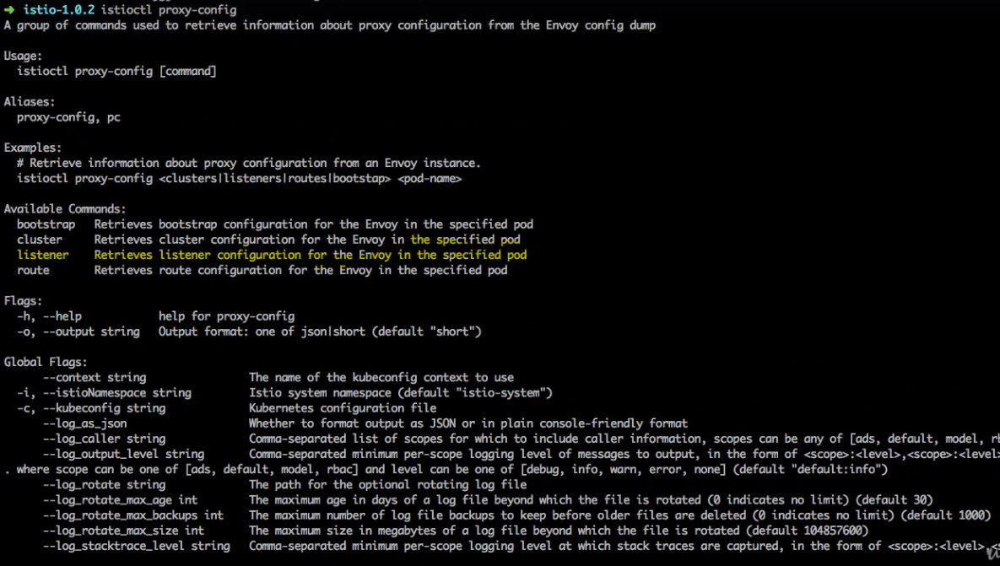 ➜ istio-1.0.2 istioctl proxy-config
A group of commands used to retrieve information about proxy configuration from the Envoy config dump
Usage:
istioctl proxy-config [command]
Aliases:
proxy-config, pc
Examples:
# Retrieve information about proxy configuration from an Envoy instance.
istioctl proxy-config <clusters|listeners|routes|bootstap> <pod-name>
Available Commands:
bootstrap Retrieves bootstrap configuration for the Envoy in the specified pod
cluster Retrieves cluster configuration for the Envoy in the specified pod
listener Retrieves listener configuration for the Envoy in the specified pod
route Retrieves route configuration for the Envoy in the specified pod
Flags:
-h, --help help for proxy-config
-o, --output string Output format: one of json|short (default "short")
Global Flags:
--context string The name of the kubeconfig context to use
-i, --istioNamespace string Istio system namespace (default "istio-system")
-c, --kubeconfig string Kubernetes configuration file
--log_as_json Whether to format output as JSON or in plain console-friendly format
--log_caller string Comma-separated list of scopes for which to include caller information, scopes can be any of [ads, default, model,
--log_output_level string Comma-separated minimum per-scope logging level of messages to output, in the form of <scope>:<level>,<scope>:<level>
. where scope can be one of [ads, default, model, rbac] and level can be one of [debug, info, warn, error, none] (default "default:info")
--log_rotate string The path for the optional rotating log file
--log_rotate_max_age int The maximum age in days of a log file beyond which the file is rotated (0 indicates no limit) (default 30)
--log_rotate_max_backups int The maximum number of log file backups to keep before older files are deleted (0 indicates no limit) (default 1000)
--log_rotate_max_size int The maximum size in megabytes of a log file beyond which the file is rotated (default 104857600)
--log_stacktrace_level string Comma-separated minimum per-scope logging level at which stack traces are captured, in the form of <scope>:<level>,